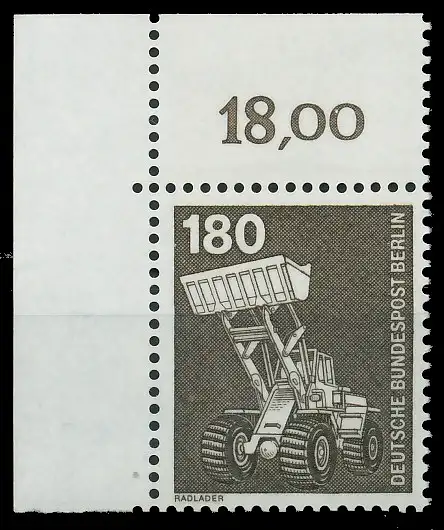 18,00
180
DEUTSCHE BUNDESPOST BERLIN
RADLADER